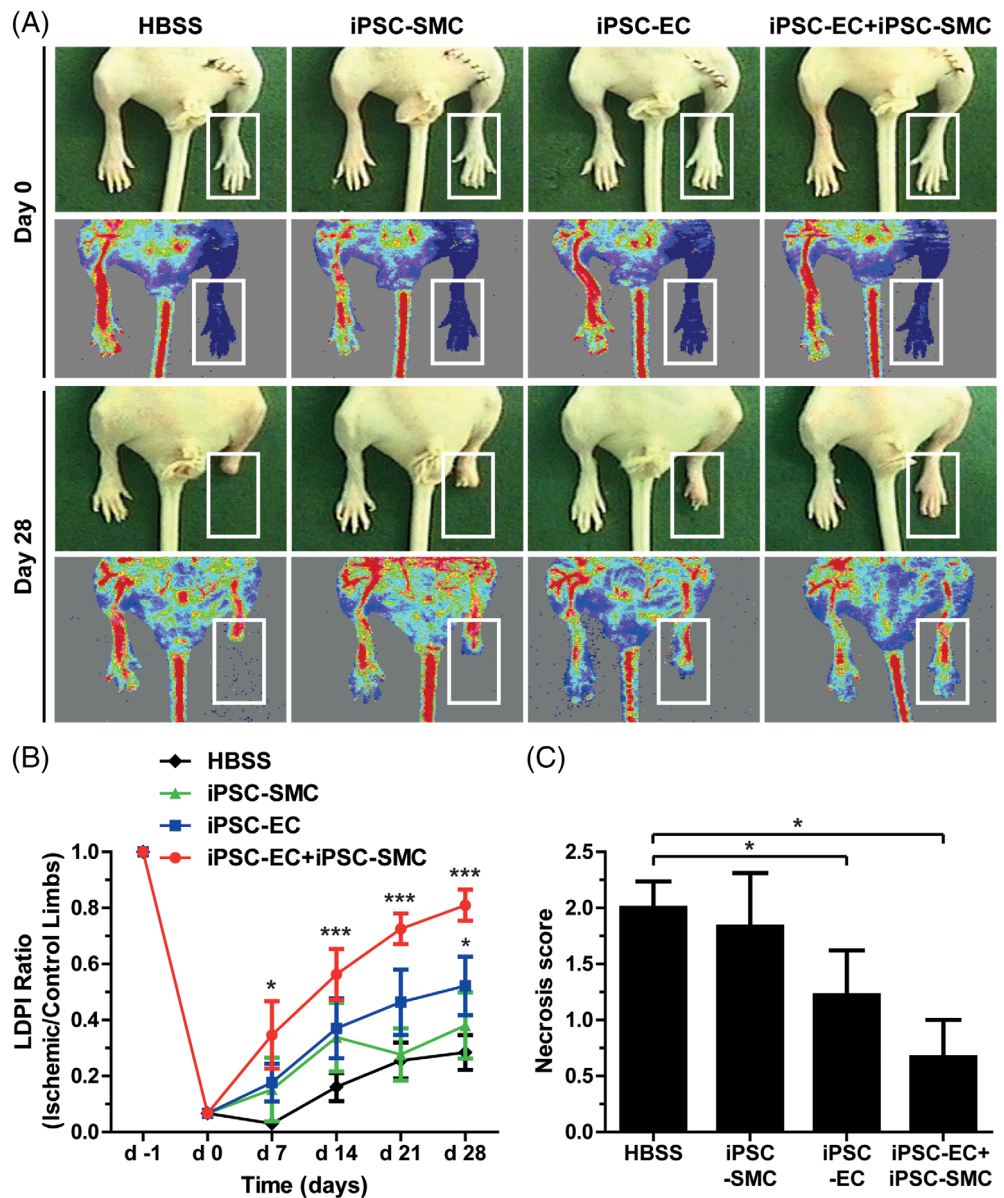 (A)
HBSS iPSC-SMC iPSC-EC iPSC-EC+iPSC-SMC
Day 0
Day 28
(B)
HBSS
iPSC-SMC
iPSC-EC
iPSC-EC+iPSC-SMC
LDPI Ratio
(Ischemic/Control Limbs)
1.0
0.8
0.6
0.4
0.2
0.0
* *** *** ***
*
d -1 d 0 d 7 d 14 d 21 d 28
Time (days)
(C)
*
*
Necrosis score
2.5
2.0
1.5
1.0
0.5
0.0
HBSS iPSC iPSC iPSC-EC+
-SMC -EC iPSC-SMC